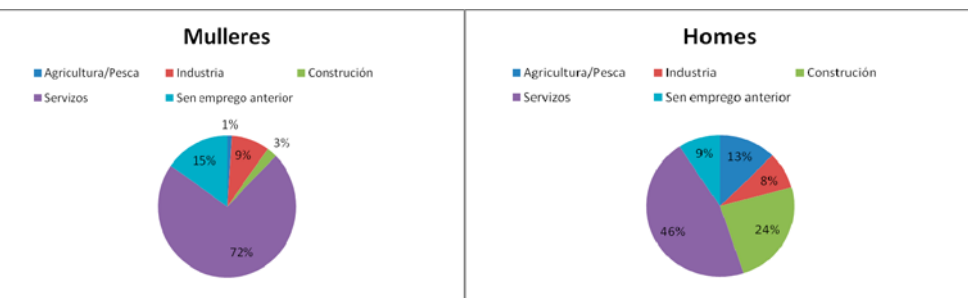 Mulleres
Agricultura/Pesca Industria Construción
Servizos Sen emprego anterior
1%
9%
3%
15%
72%
Homes
Agricultura/Pesca Industria Construción
Servizos Sen emprego anterior
9%
13%
8%
24%
46%